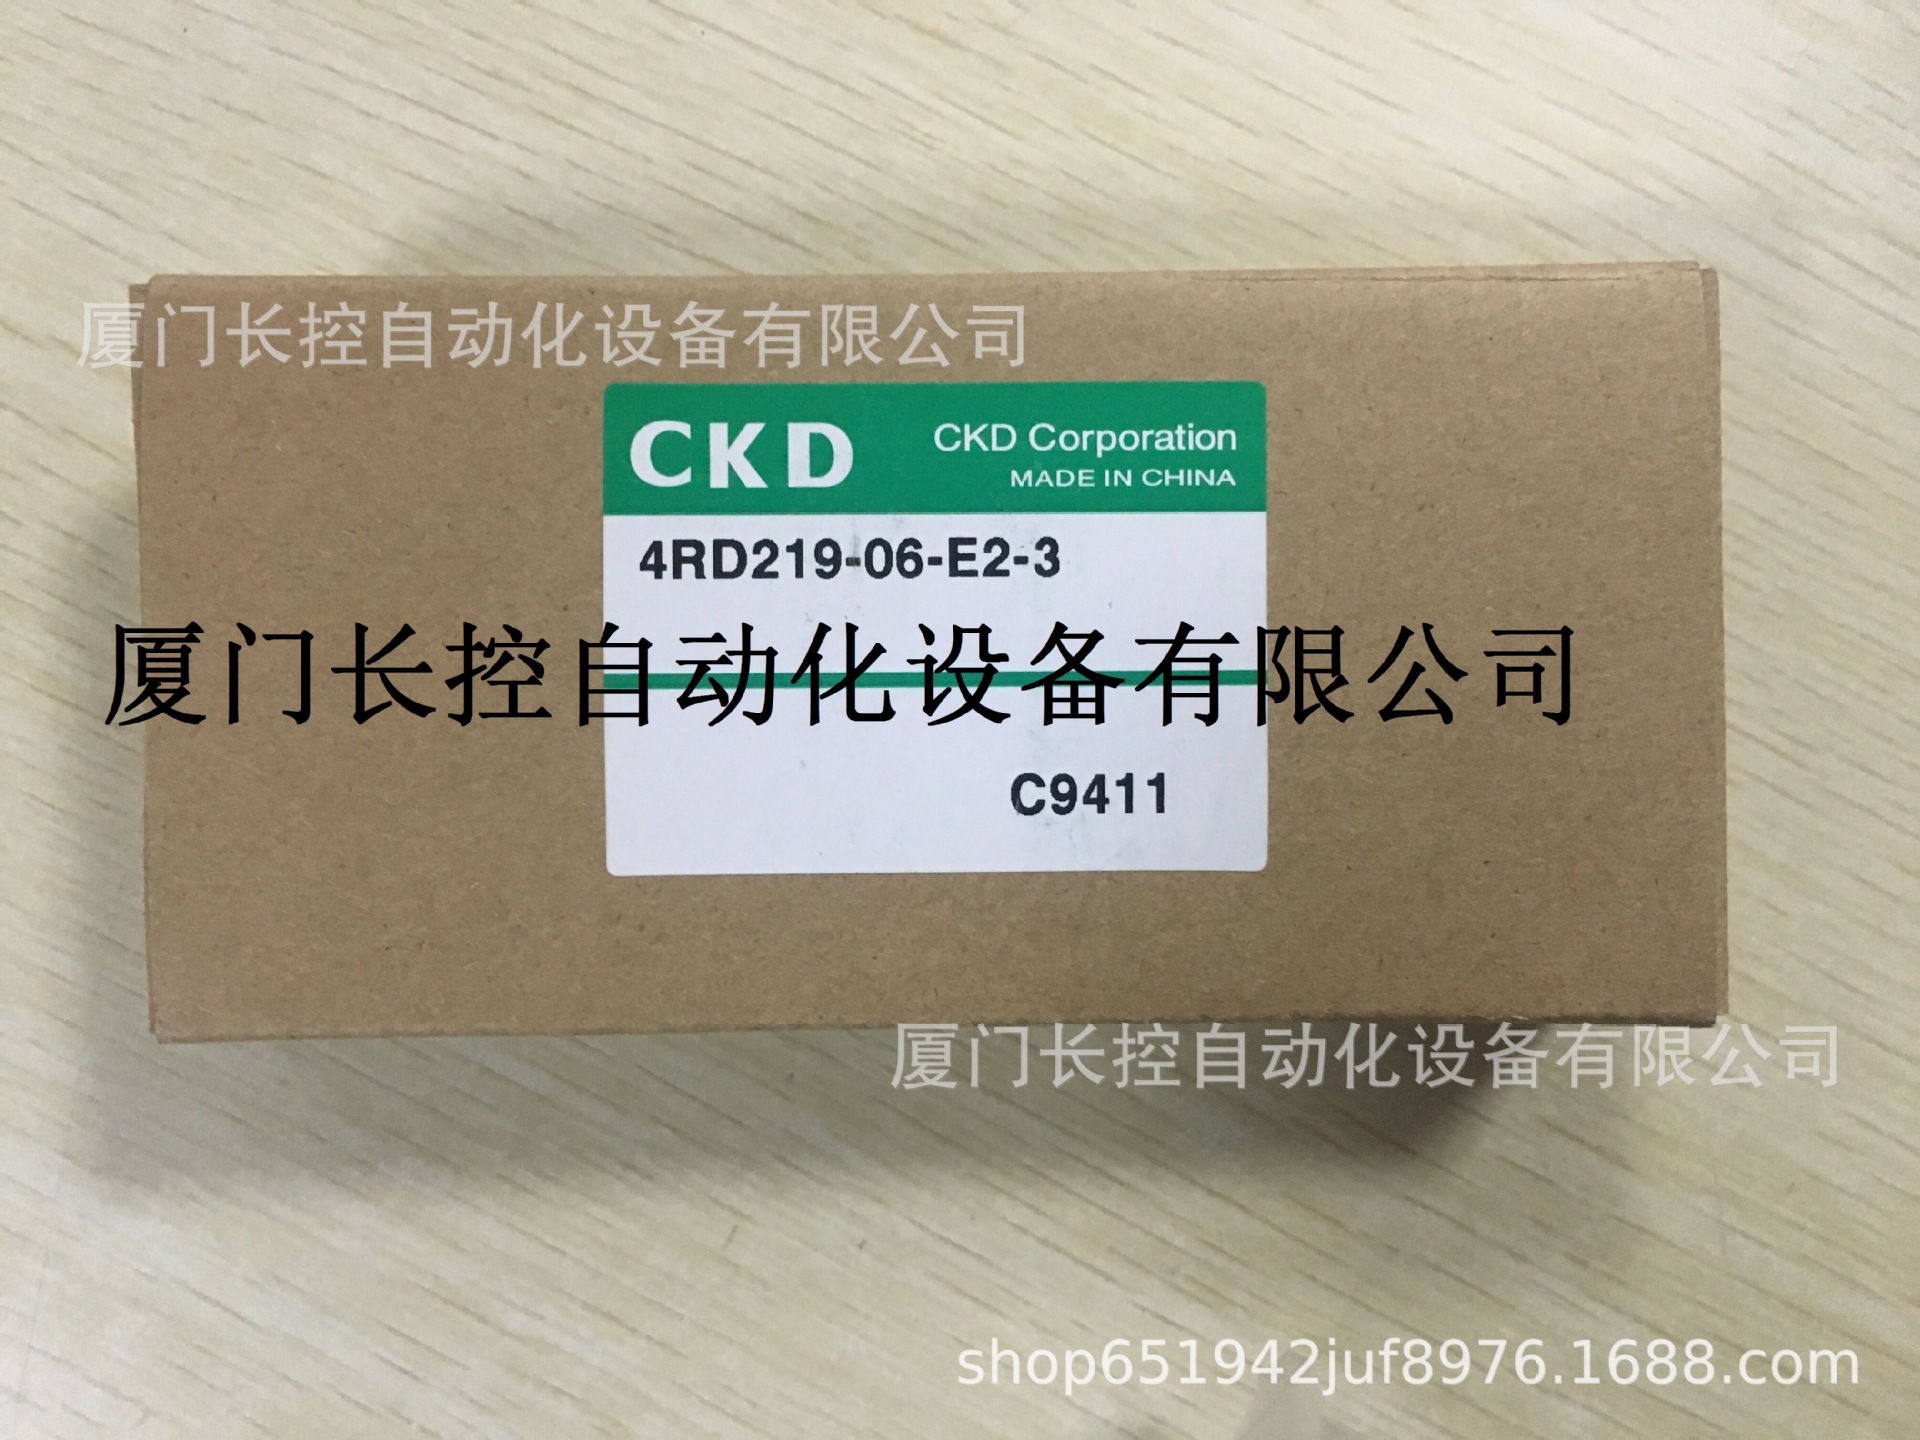 厦门长控自动化设备有限公司
CKD
CKD Corporation
MADE IN CHINA
4RD219-06-E2-3
厦门长控自动化设备有限公司
C9411
厦门长控自动化设备有限公司
shop651942juf8976.1688.com